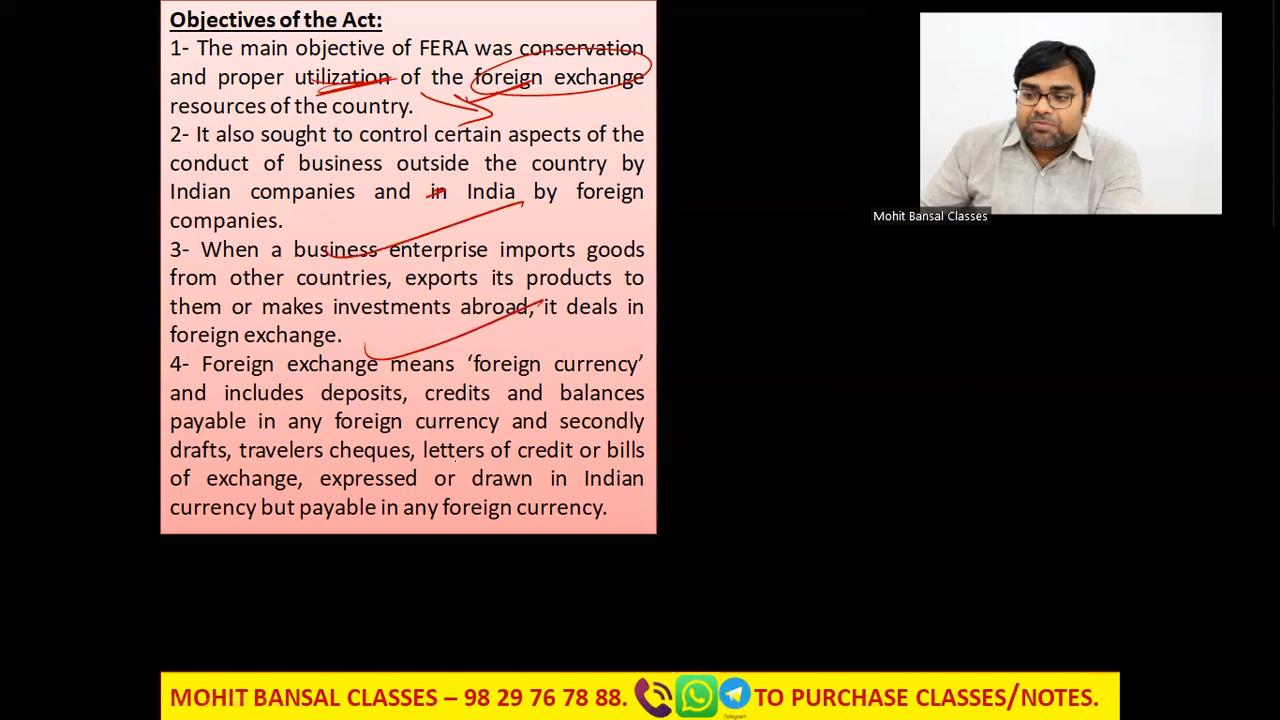 Objectives of the Act:
1- The main objective of FERA was conservation
and proper utilization of the foreign exchange
resources of the country.
2- It also sought to control certain aspects of the
conduct of business outside the country by
Indian companies and in India by foreign
companies.
3- When a business enterprise imports goods
from other countries, exports its products to
them or makes investments abroad, it deals in
foreign exchange.
4- Foreign exchange means ‘foreign currency’
and includes deposits, credits and balances
payable in any foreign currency and secondly
drafts, travelers cheques, letters of credit or bills
of exchange, expressed or drawn in Indian
currency but payable in any foreign currency.
Mohit Bansal Classes
MOHIT BANSAL CLASSES – 98 29 76 78 88. TO PURCHASE CLASSES/NOTES.
Telegram